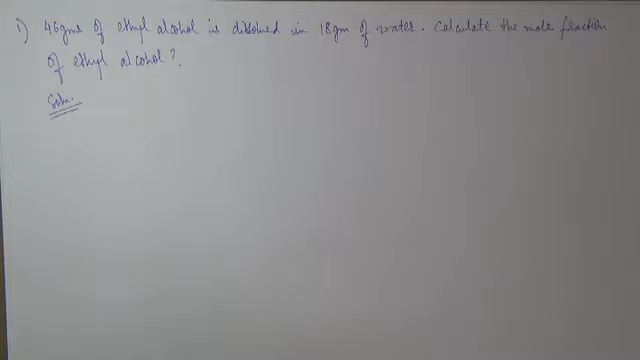 1) 46gms of ethyl alcohol is dissolved in 18gm of water. Calculate the mole fraction
of ethyl alcohol?
Soln.